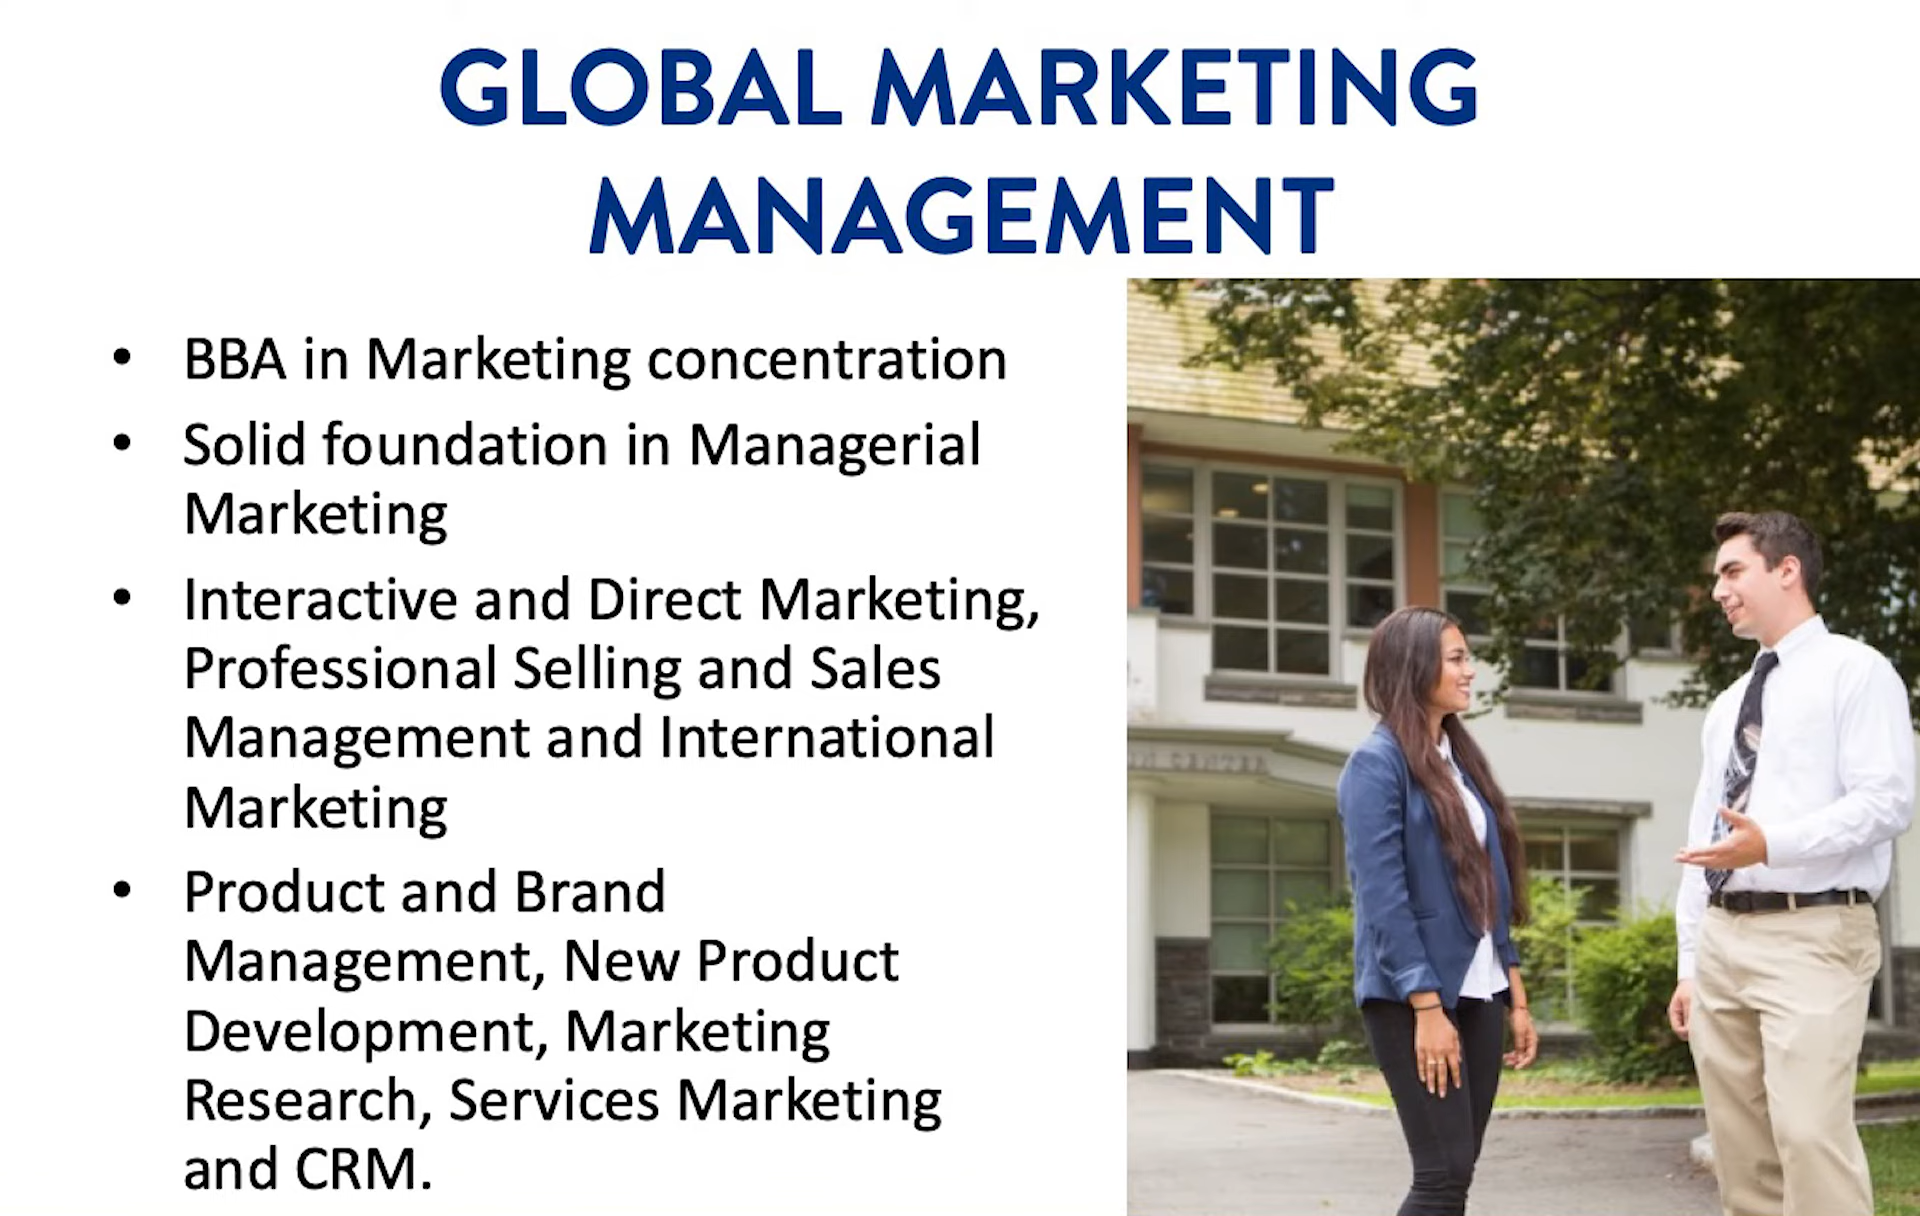 GLOBAL MARKETING
MANAGEMENT
• BBA in Marketing concentration
• Solid foundation in Managerial
Marketing
• Interactive and Direct Marketing,
Professional Selling and Sales
Management and International
Marketing
• Product and Brand
Management, New Product
Development, Marketing
Research, Services Marketing
and CRM.
CENTER